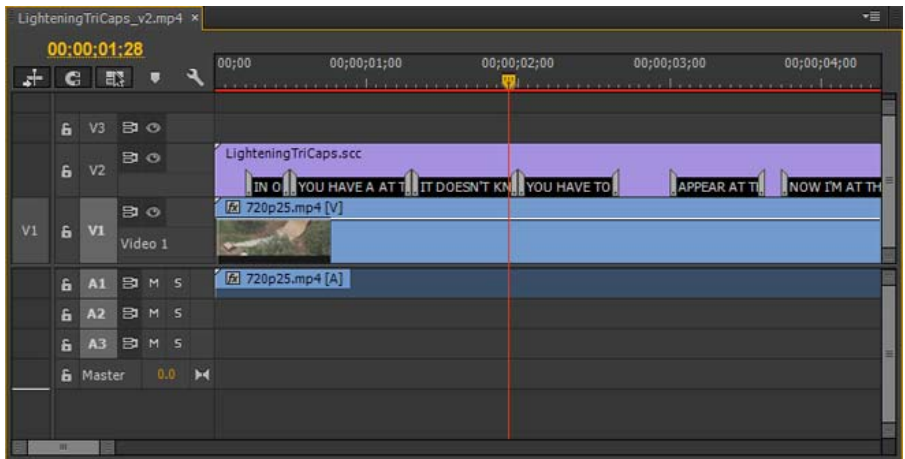 LighteningTriCaps_v2.mp4 ×
00;00;01;28
00;00 00;00;01;00 00;00;02;00 00;00;03;00 00;00;04;00
V3
LighteningTriCaps.scc
V2
IN O YOU HAVE A AT T IT DOESN'T KN YOU HAVE TO APPEAR AT TI NOW I'M AT TH
fx 720p25.mp4 [V]
V1 V1
Video 1
A1 M S fx 720p25.mp4 [A]
A2 M S
A3 M S
Master 0.0